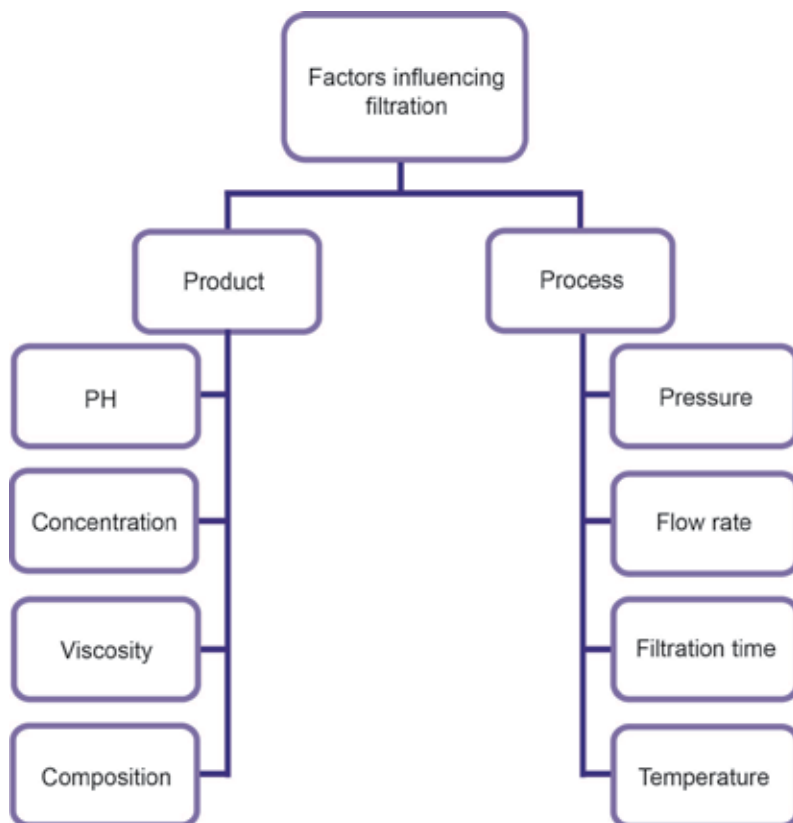 Factors influencing
filtration
Product
Process
PH
Pressure
Concentration
Flow rate
Viscosity
Filtration time
Composition
Temperature